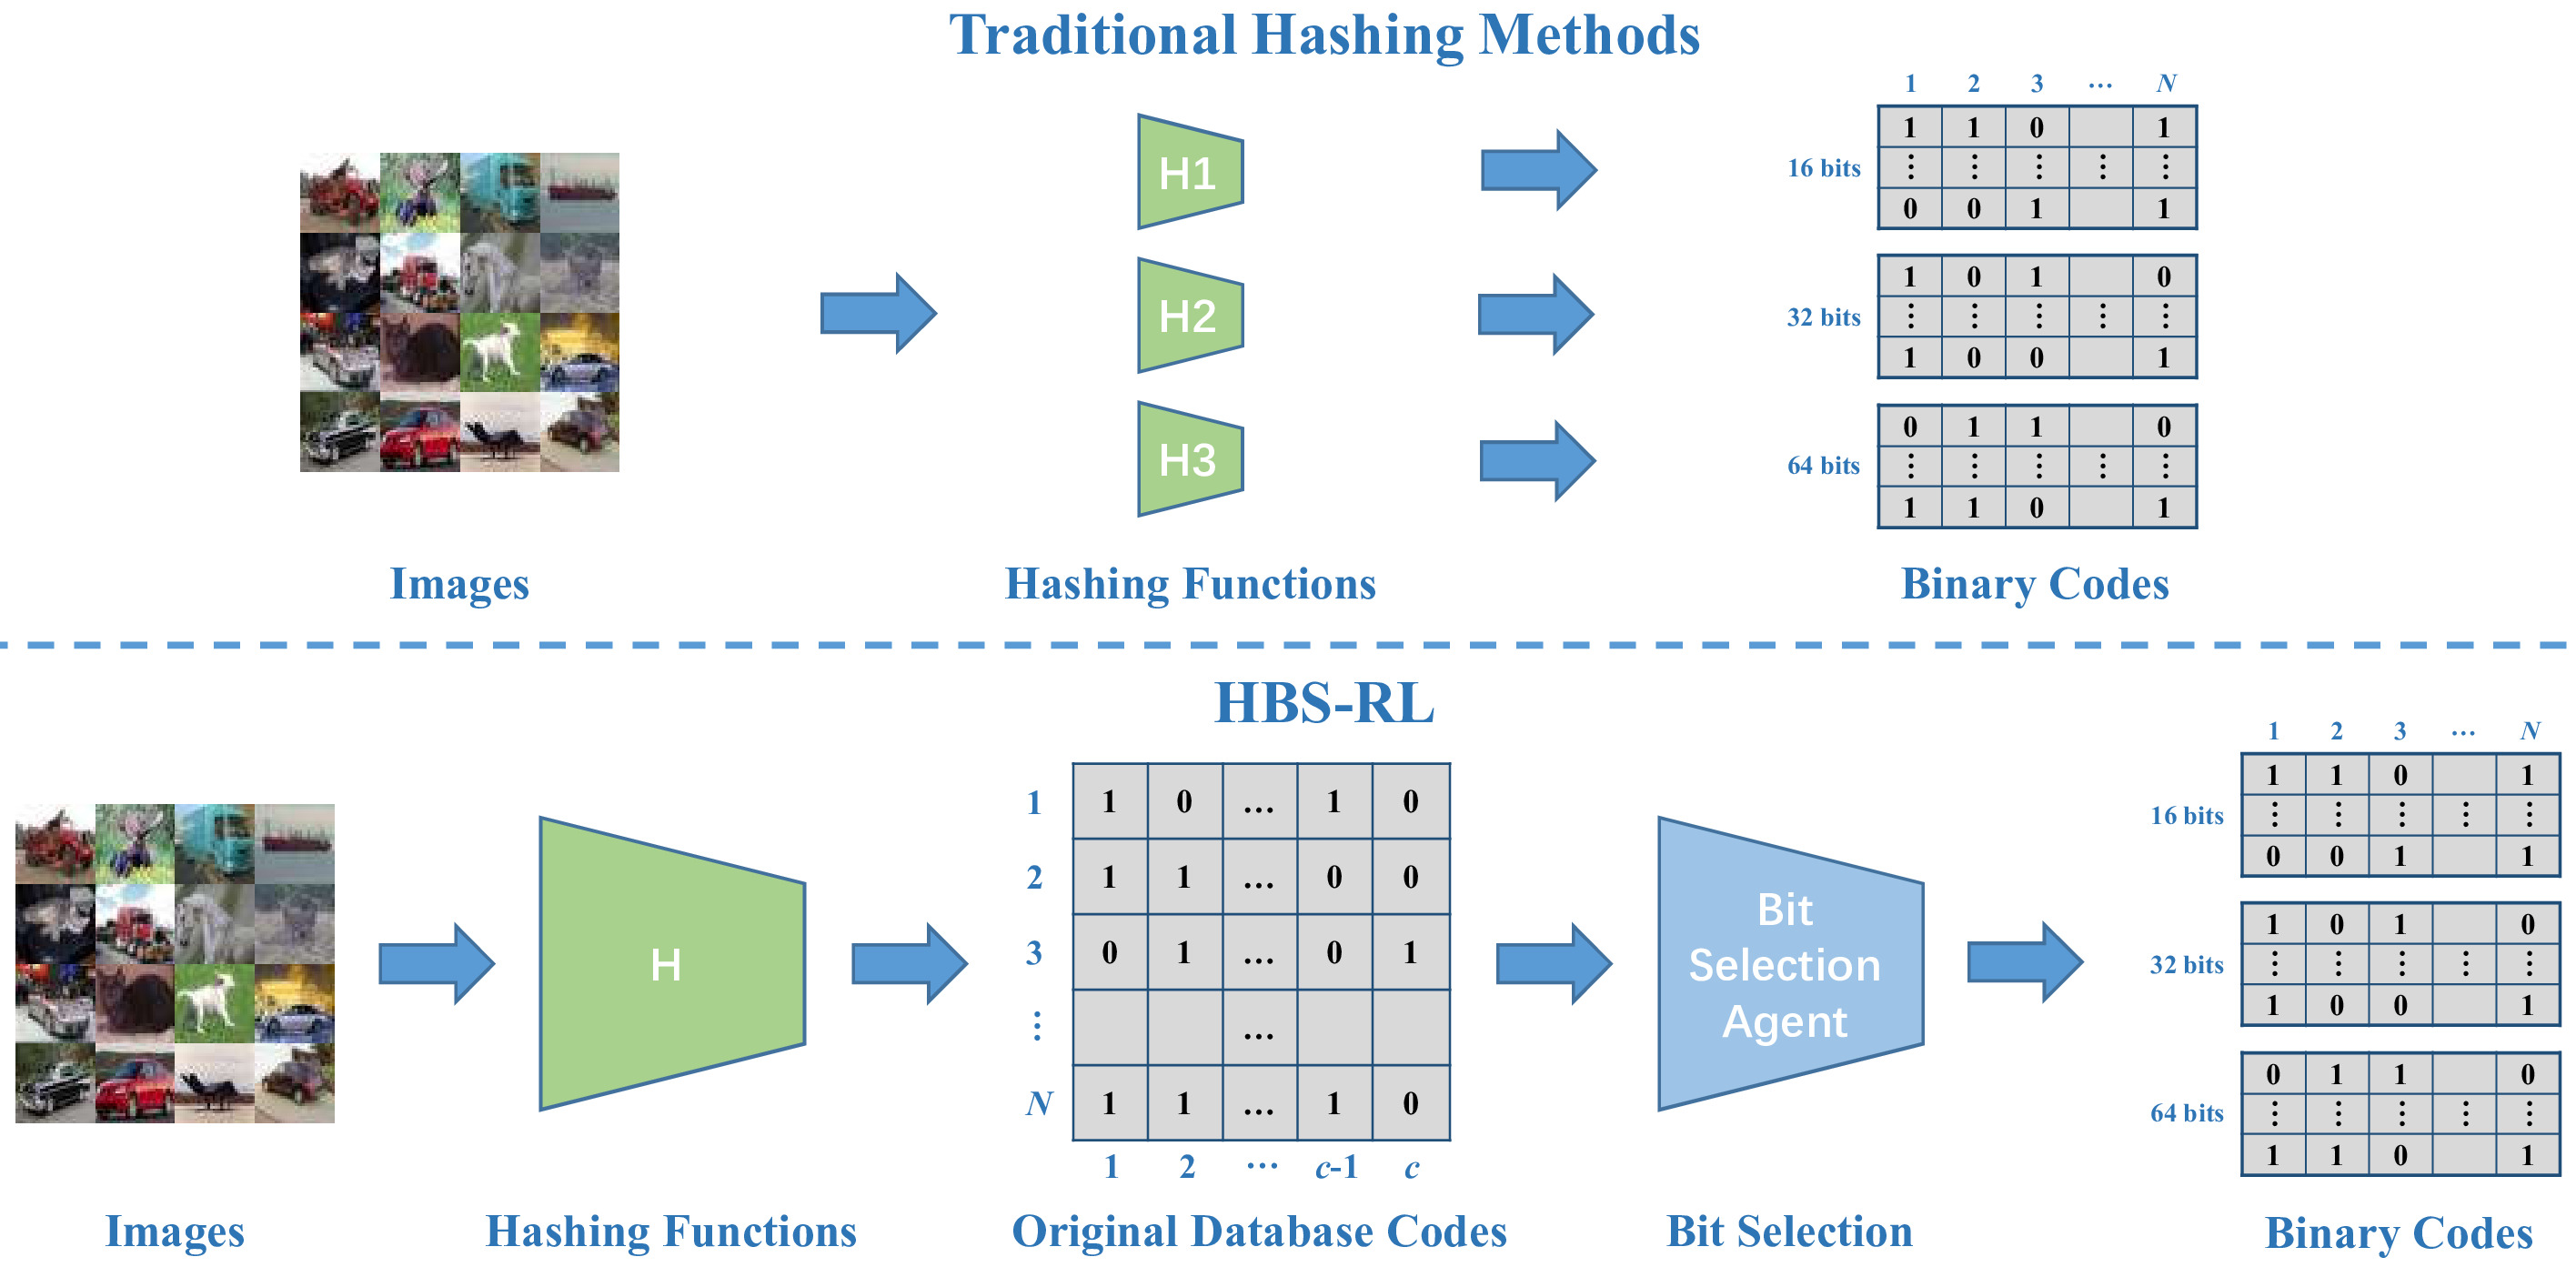 Traditional Hashing Methods
1 2 3 ... N
H1
16 bits
1 1 0 1
⋮ ⋮ ⋮ ⋮ ⋮
0 0 1 1
H2
32 bits
1 0 1 0
⋮ ⋮ ⋮ ⋮ ⋮
1 0 0 1
H3
64 bits
0 1 1 0
⋮ ⋮ ⋮ ⋮ ⋮
1 1 0 1
Images
Hashing Functions
Binary Codes
HBS-RL
H
1 1 0 ... 1 0
2 1 1 ... 0 0
3 0 1 ... 0 1
⋮ ...
N 1 1 ... 1 0
1 2 ... c-1 c
Bit
Selection
Agent
1 2 3 ... N
16 bits
1 1 0 1
⋮ ⋮ ⋮ ⋮ ⋮
0 0 1 1
32 bits
1 0 1 0
⋮ ⋮ ⋮ ⋮ ⋮
1 0 0 1
64 bits
0 1 1 0
⋮ ⋮ ⋮ ⋮ ⋮
1 1 0 1
Images
Hashing Functions
Original Database Codes
Bit Selection
Binary Codes